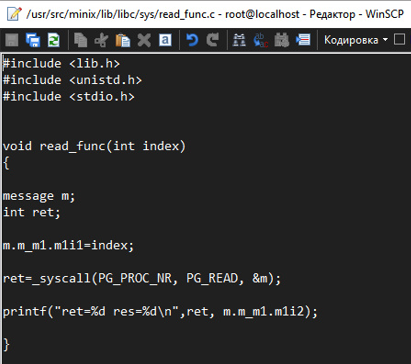 /usr/src/minix/lib/libc/sys/read_func.c - root@localhost - Редактор - WinSCP
Кодировка
#include <lib.h>
#include <unistd.h>
#include <stdio.h>
void read_func(int index)
{
message m;
int ret;
m.m_m1.m1i1=index;
ret=_syscall(PG_PROC_NR, PG_READ, &m);
printf("ret=%d res=%d\n",ret, m.m_m1.m1i2);
}